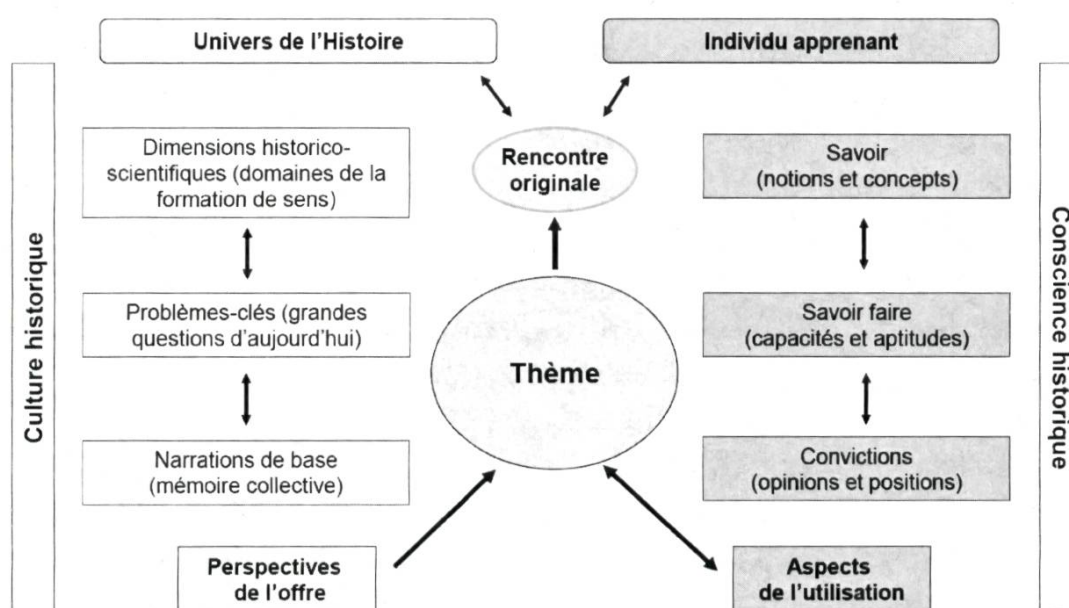 Univers de l'Histoire
Individu apprenant
Culture historique
Dimensions historico-
scientifiques (domaines de la
formation de sens)
Problèmes-clés (grandes
questions d'aujourd'hui)
Narrations de base
(mémoire collective)
Perspectives
de l'offre
Rencontre
originale
Thème
Savoir
(notions et concepts)
Savoir faire
(capacités et aptitudes)
Convictions
(opinions et positions)
Aspects
de l'utilisation
Conscience historique